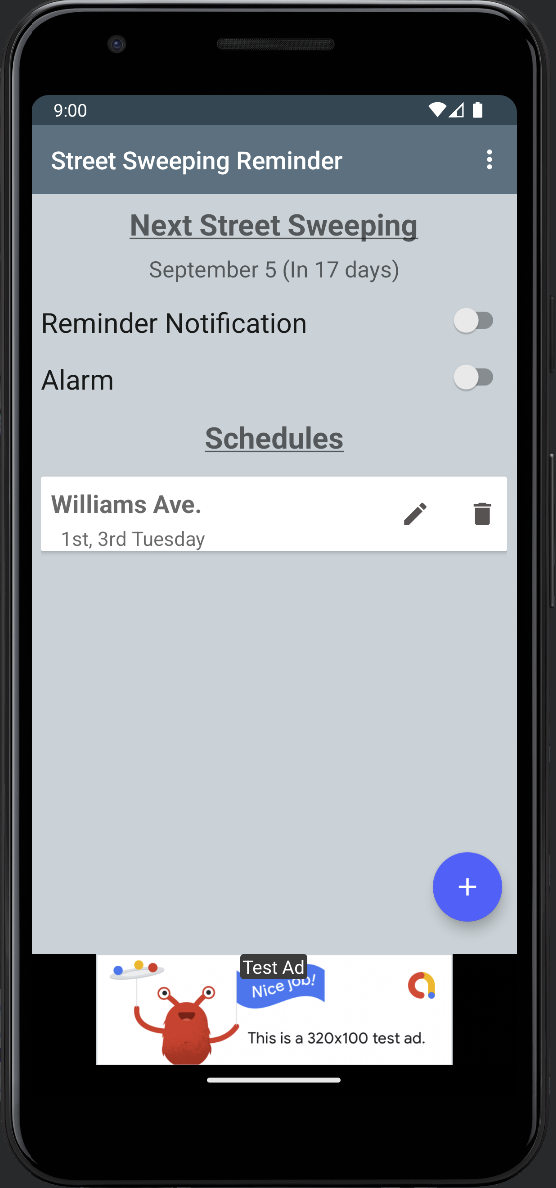 9:00
Street Sweeping Reminder
Next Street Sweeping
September 5 (In 17 days)
Reminder Notification
Alarm
Schedules
Williams Ave.
1st, 3rd Tuesday
+
Test Ad
Nice job!
This is a 320x100 test ad.